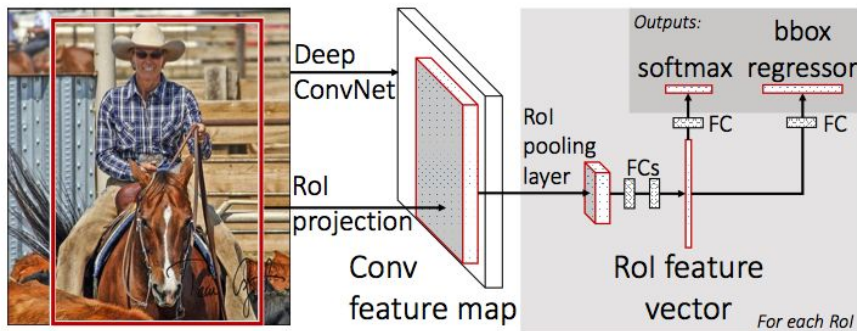 Deep
ConvNet
RoI
projection
Conv
feature map
RoI
pooling
layer
FCs
RoI feature
vector
For each RoI
Outputs:
softmax
bbox
regressor
FC
FC